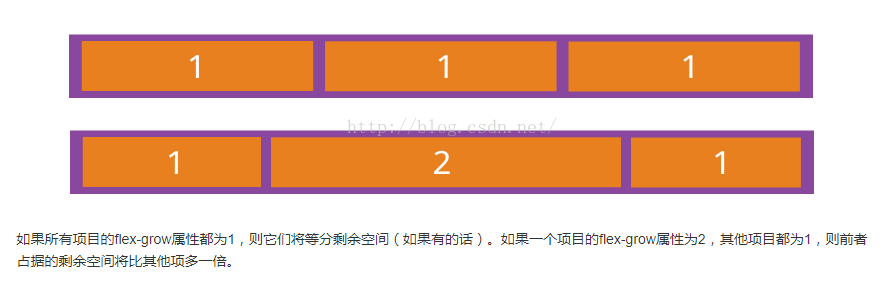 1 1 1
http://blog.csdn.net/
1 2 1
如果所有项目的flex-grow属性都为1，则它们将等分剩余空间（如果有的话）。如果一个项目的flex-grow属性为2，其他项目都为1，则前者
占据的剩余空间将比其他项多一倍。